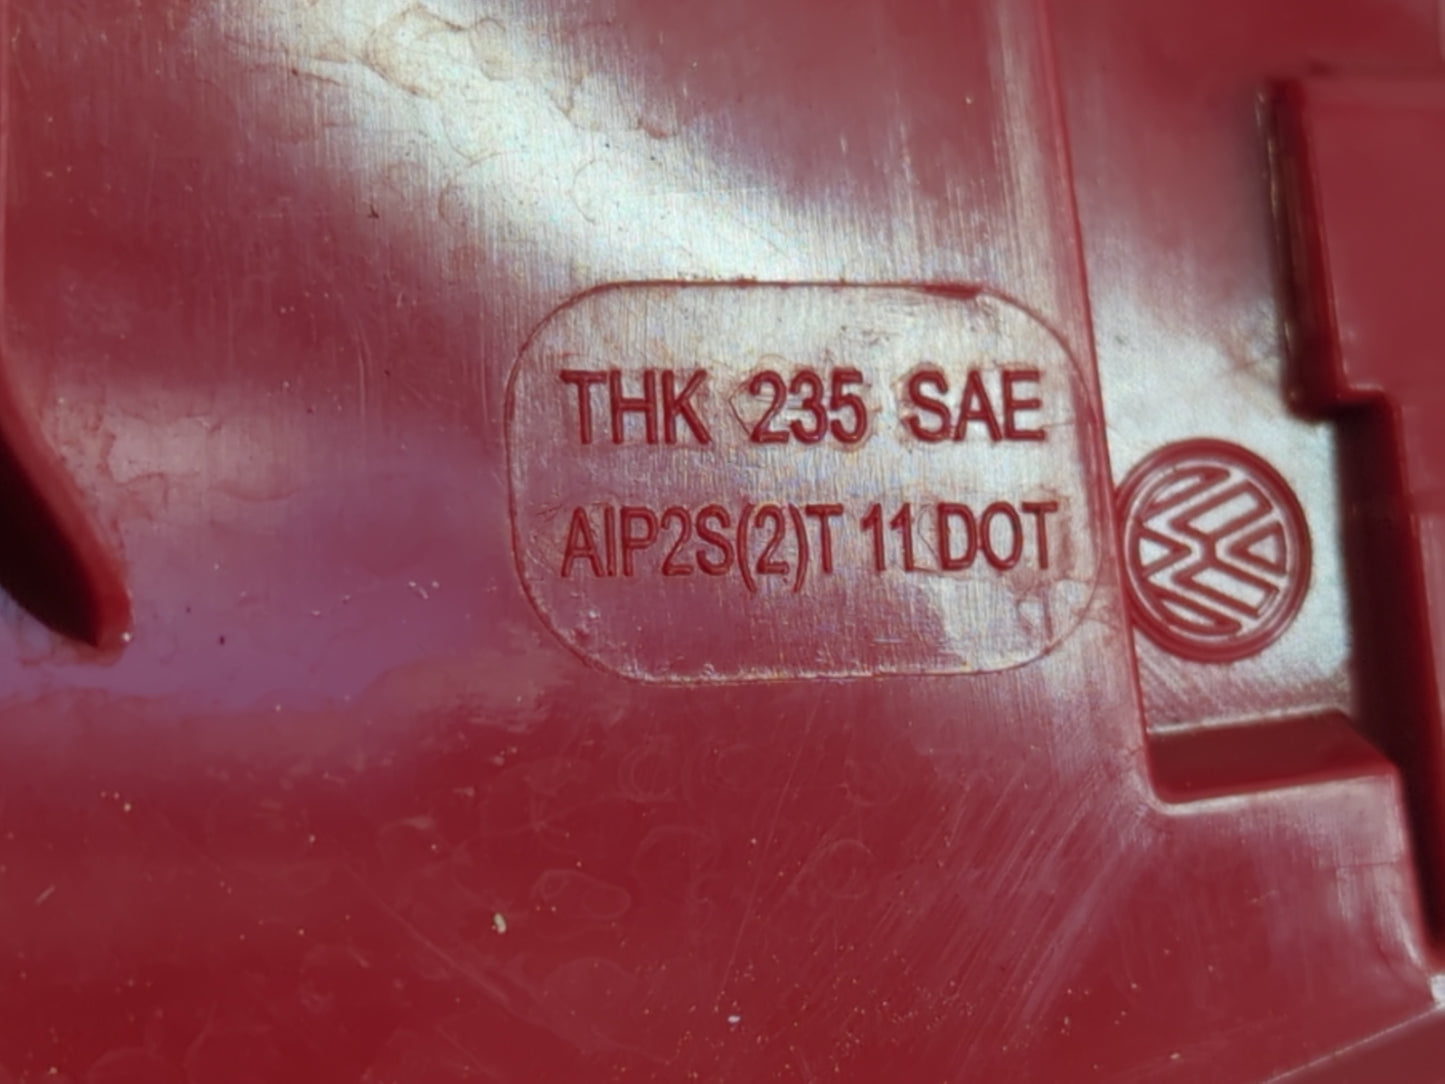 THK 235 SAE
AIP2S(2)T 11 DOT